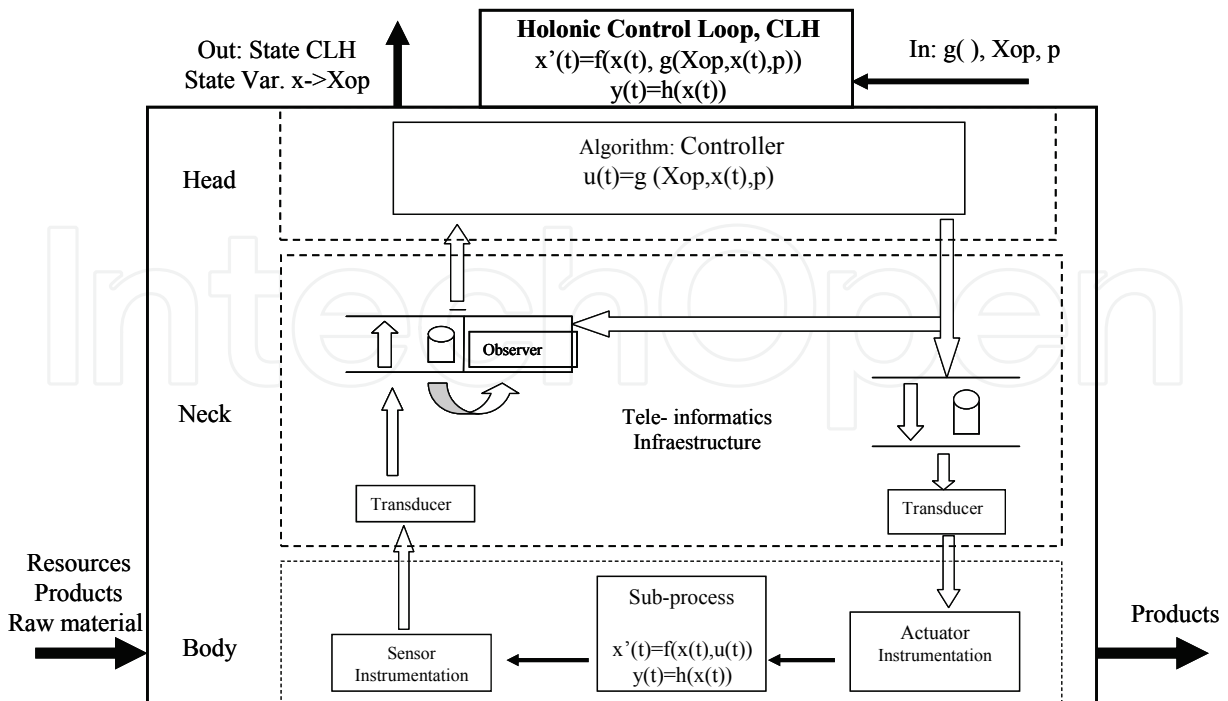 Holonic Control Loop, CLH
x’(t)=f(x(t), g(Xop,x(t),p))
y(t)=h(x(t))
Out: State CLH
State Var. x->Xop
In: g( ), Xop, p
Head
Algorithm: Controller
u(t)=g (Xop,x(t),p)
IntechOpen
Observer
Neck
Tele- informatics
Infraestructure
Transducer
Transducer
Resources
Products
Raw material
Body
Sensor
Instrumentation
Sub-process
x’(t)=f(x(t),u(t))
y(t)=h(x(t))
Actuator
Instrumentation
Products